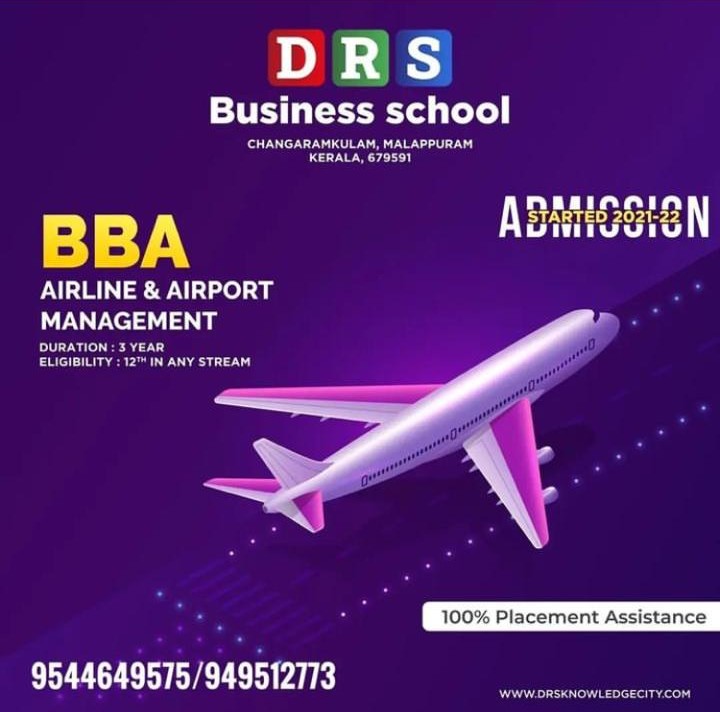 DRS
Business school
CHANGARAMKULAM, MALAPPURAM
KERALA, 679591
ADMISSION
STARTED 2021-22
BBA
AIRLINE & AIRPORT
MANAGEMENT
DURATION : 3 YEAR
ELIGIBILITY : 12TH IN ANY STREAM
100% Placement Assistance
9544649575/949512773
WWW.DRSKNOWLEDGECITY.COM